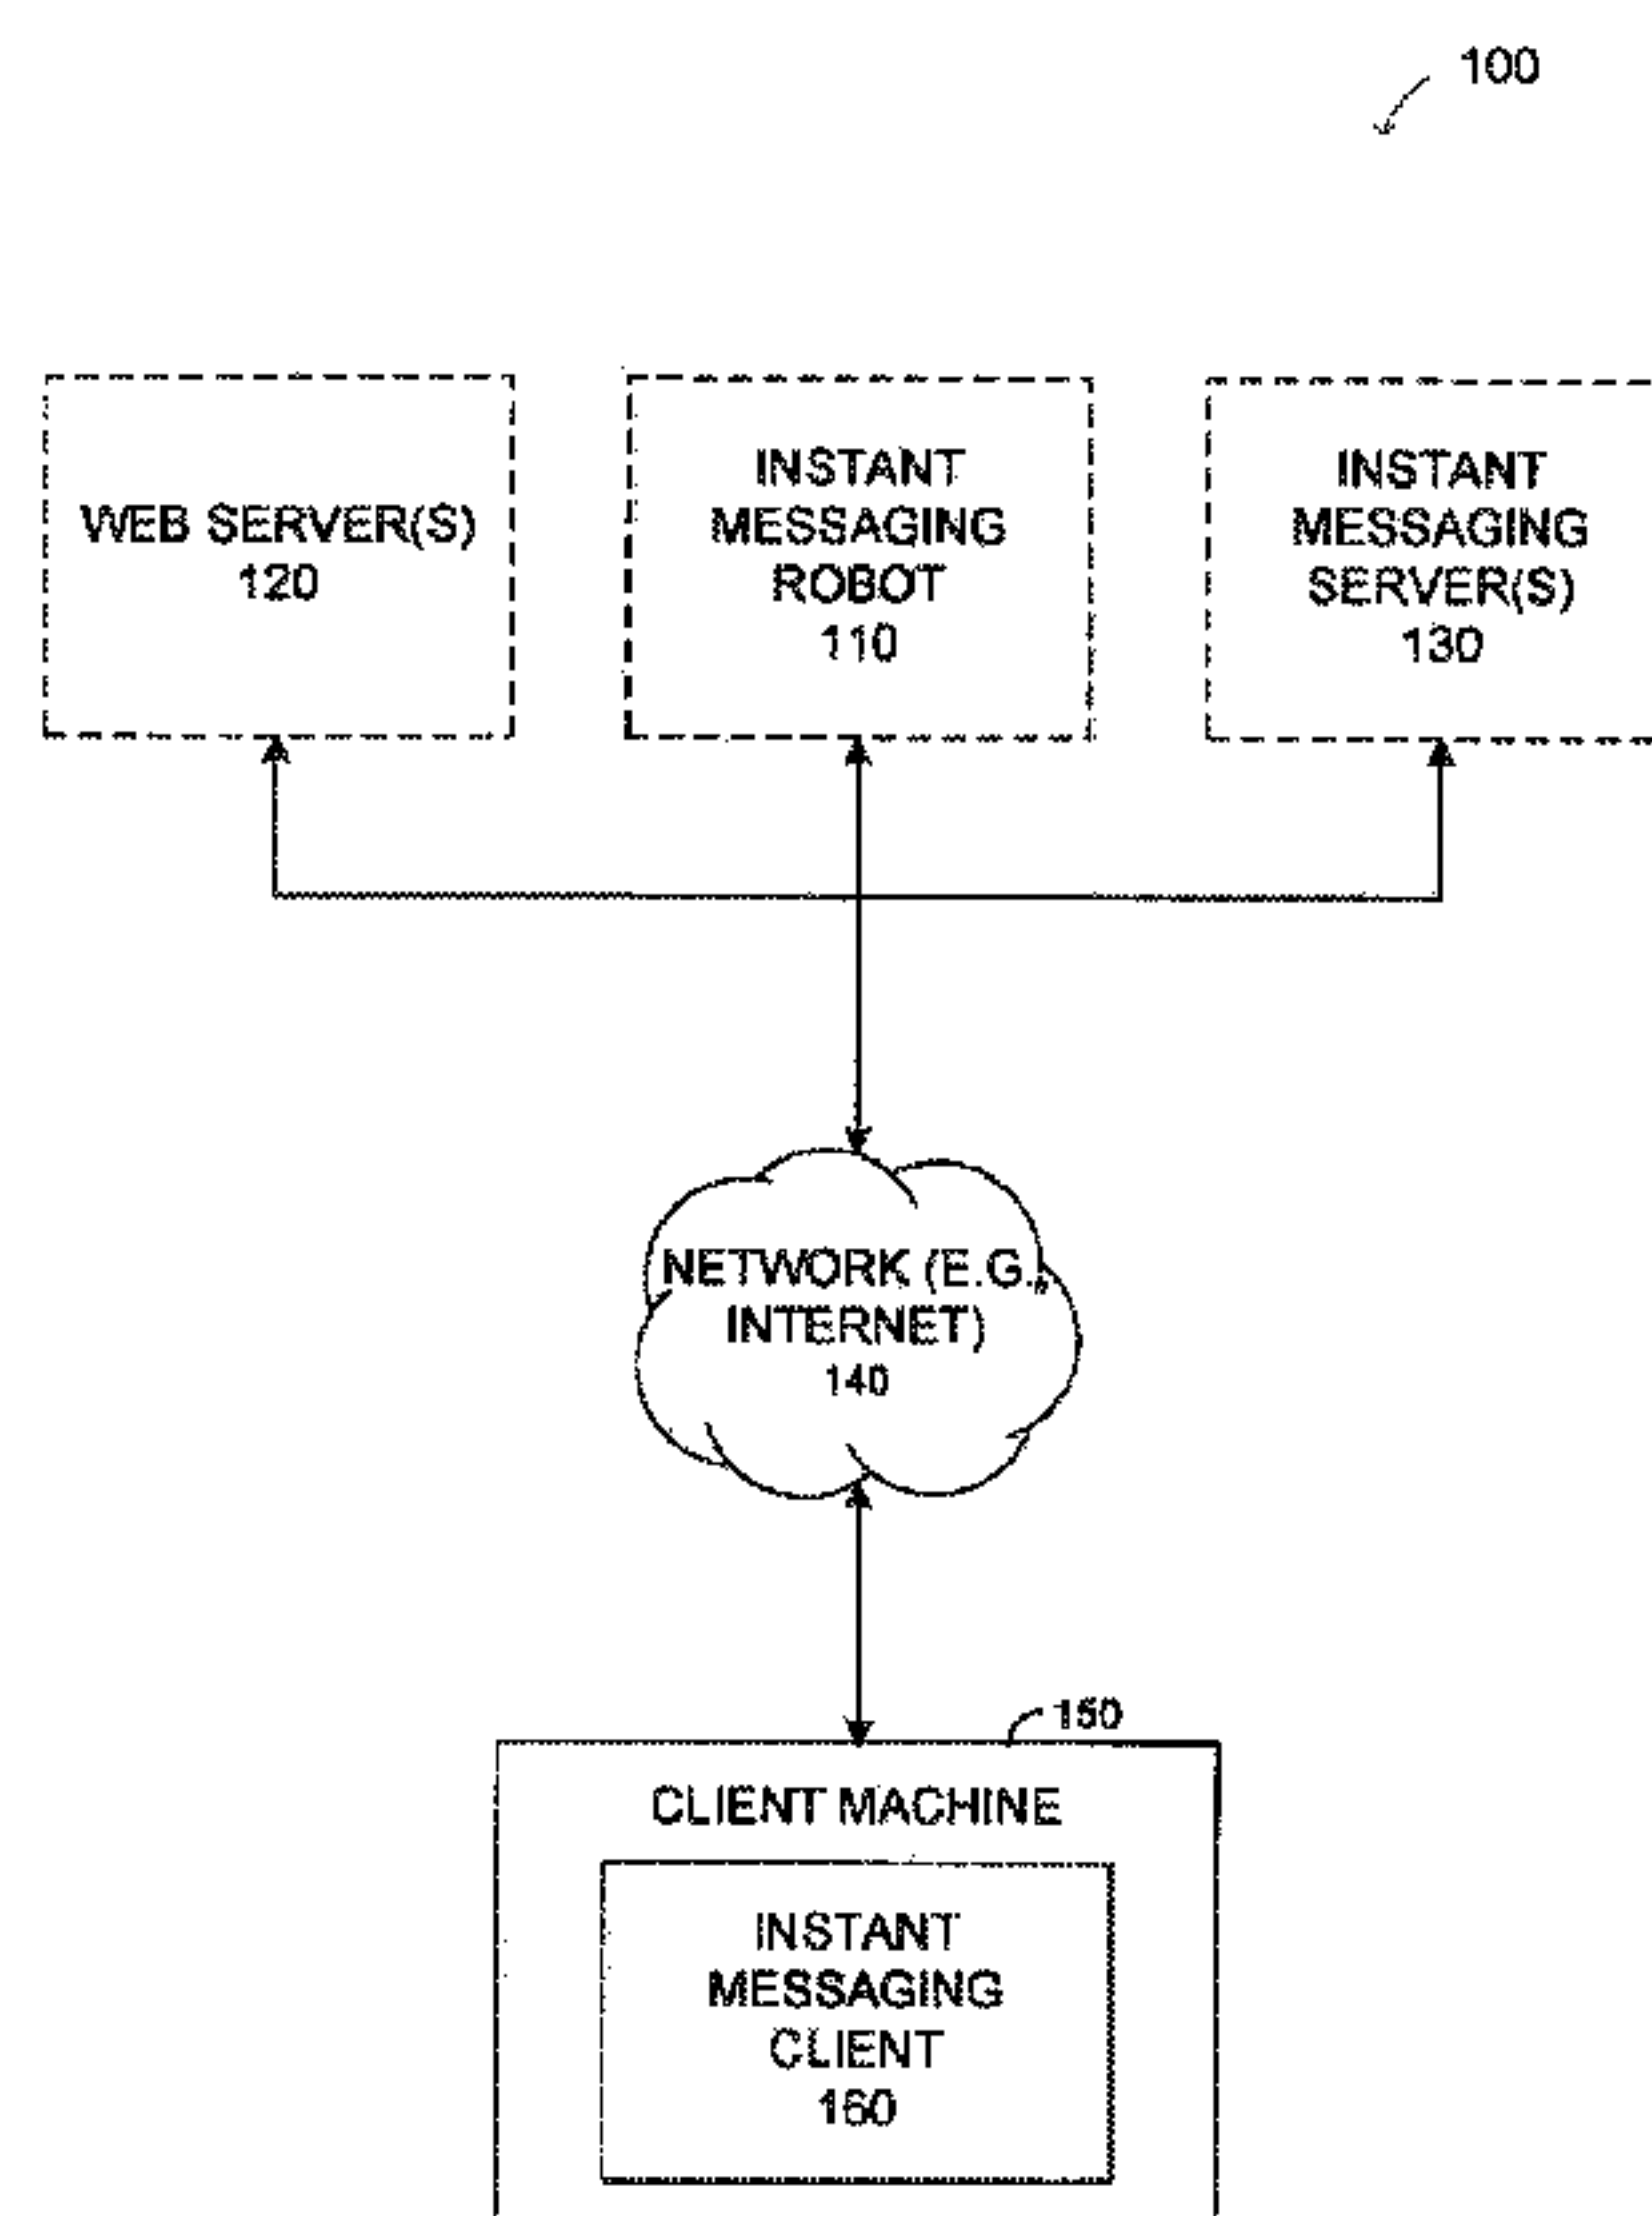 100
WEB SERVER(S)
120
INSTANT
MESSAGING
ROBOT
110
INSTANT
MESSAGING
SERVER(S)
130
NETWORK (E.G.,
INTERNET)
140
150
CLIENT MACHINE
INSTANT
MESSAGING
CLIENT
160